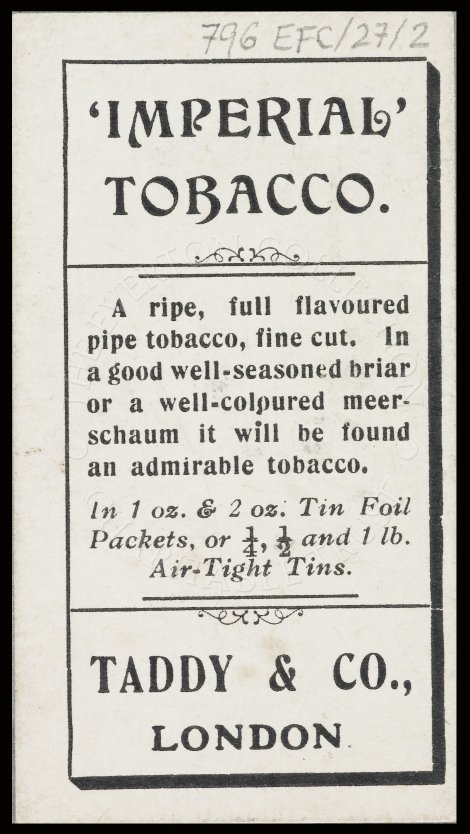 796 EFC/27/2
'IMPERIAL'
TOBACCO.
A ripe, full flavoured
pipe tobacco, fine cut. In
a good well-seasoned briar
or a well-coloured meer-
schaum it will be found
an admirable tobacco.
In 1 oz. & 2 oz. Tin Foil
Packets, or ¼, ½ and 1 lb.
Air-Tight Tins.
TADDY & CO.,
LONDON